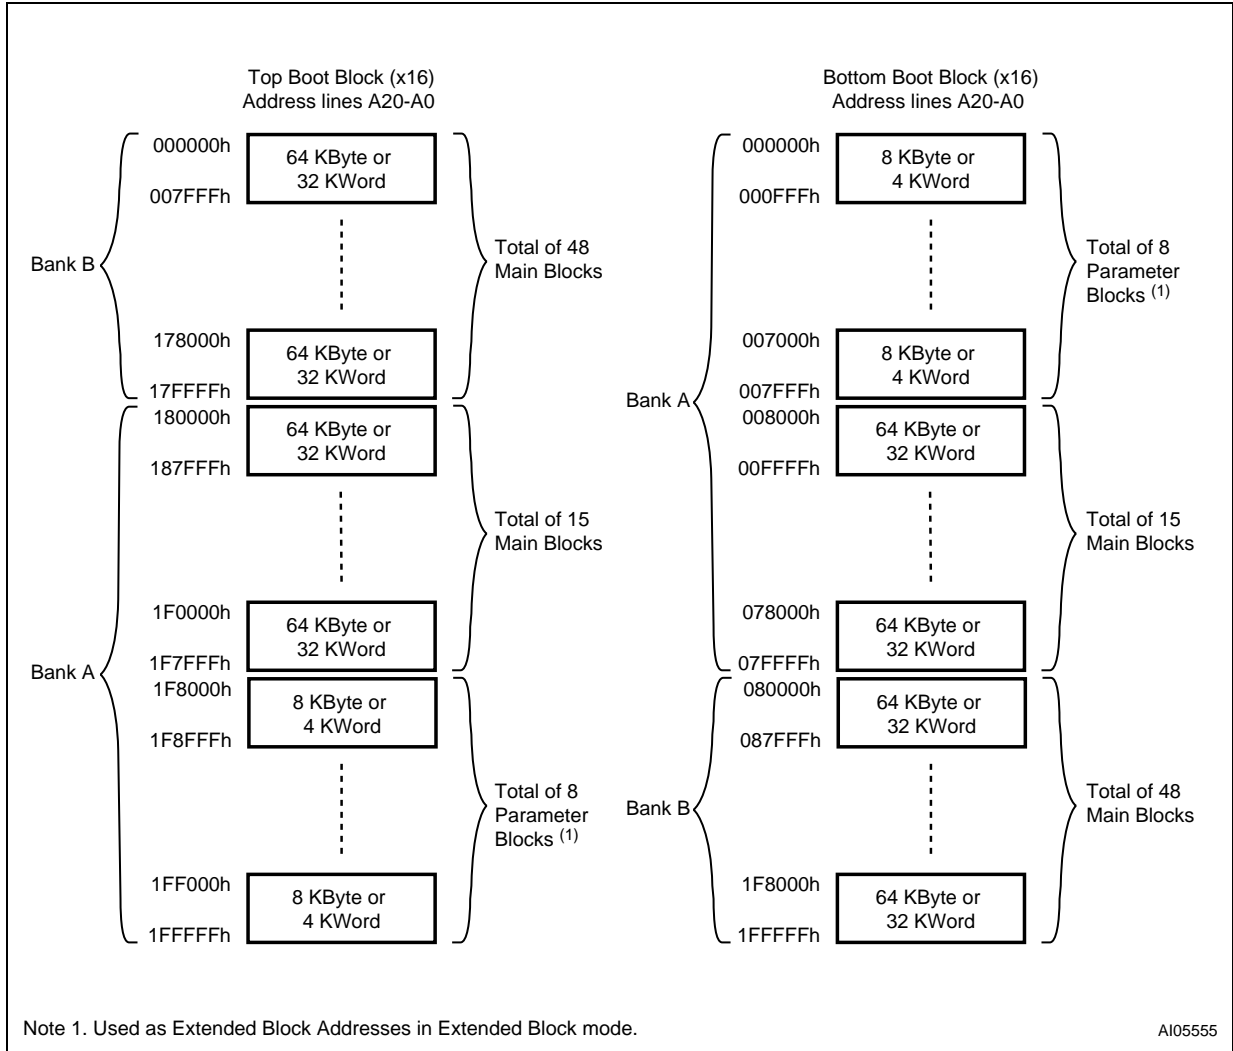 Top Boot Block (x16)
Address lines A20-A0
000000h
64 KByte or
32 KWord
007FFFh
Bank B
Total of 48
Main Blocks
178000h
64 KByte or
32 KWord
17FFFFh
180000h
64 KByte or
32 KWord
187FFFh
Total of 15
Main Blocks
1F0000h
64 KByte or
32 KWord
1F7FFFh
Bank A
1F8000h
8 KByte or
4 KWord
1F8FFFh
Total of 8
Parameter
Blocks (1)
1FF000h
8 KByte or
4 KWord
1FFFFFh
Bottom Boot Block (x16)
Address lines A20-A0
000000h
8 KByte or
4 KWord
000FFFh
Total of 8
Parameter
Blocks (1)
007000h
8 KByte or
4 KWord
007FFFh
Bank A
008000h
64 KByte or
32 KWord
00FFFFh
Total of 15
Main Blocks
078000h
64 KByte or
32 KWord
07FFFFh
080000h
64 KByte or
32 KWord
087FFFh
Bank B
Total of 48
Main Blocks
1F8000h
64 KByte or
32 KWord
1FFFFFh
Note 1. Used as Extended Block Addresses in Extended Block mode.
AI05555